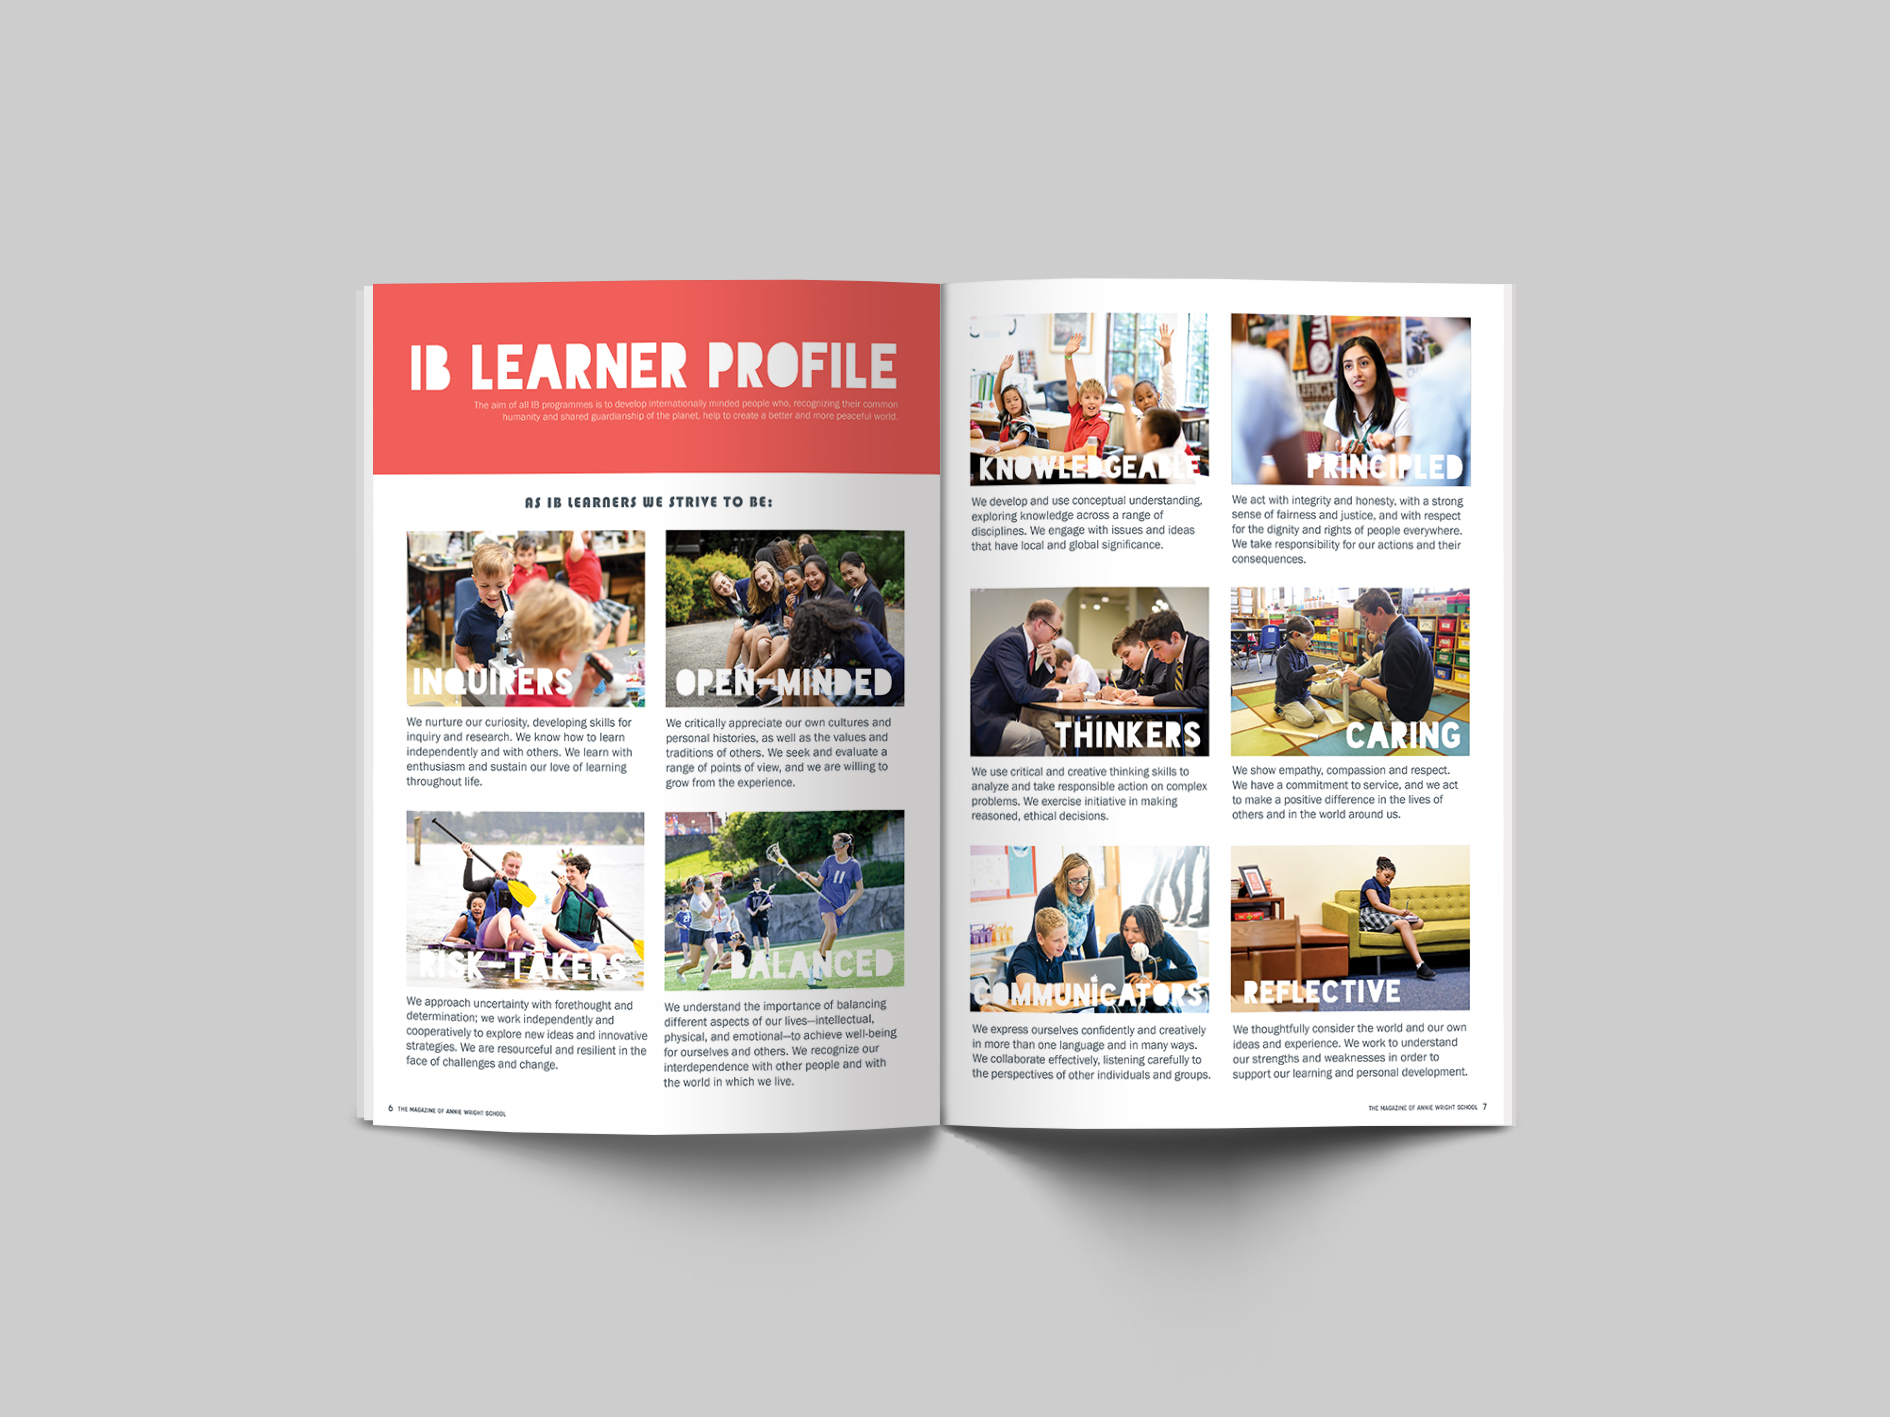 IB LEARNER PROFILE
The aim of all IB programmes is to develop internationally minded people who, recognizing their common
humanity and shared guardianship of the planet, help to create a better and more peaceful world.
AS IB LEARNERS WE STRIVE TO BE:
INQUIRERS
We nurture our curiosity, developing skills for
inquiry and research. We know how to learn
independently and with others. We learn with
enthusiasm and sustain our love of learning
throughout life.
OPEN-MINDED
We critically appreciate our own cultures and
personal histories, as well as the values and
traditions of others. We seek and evaluate a
range of points of view, and we are willing to
grow from the experience.
RISK-TAKERS
We approach uncertainty with forethought and
determination; we work independently and
cooperatively to explore new ideas and innovative
strategies. We are resourceful and resilient in the
face of challenges and change.
11
BALANCED
We understand the importance of balancing
different aspects of our lives—intellectual,
physical, and emotional—to achieve well-being
for ourselves and others. We recognize our
interdependence with other people and with
the world in which we live.
6 THE MAGAZINE OF ANNIE WRIGHT SCHOOL
KNOWLEDGEABLE
We develop and use conceptual understanding,
exploring knowledge across a range of
disciplines. We engage with issues and ideas
that have local and global significance.
PRINCIPLED
We act with integrity and honesty, with a strong
sense of fairness and justice, and with respect
for the dignity and rights of people everywhere.
We take responsibility for our actions and their
consequences.
THINKERS
We use critical and creative thinking skills to
analyze and take responsible action on complex
problems. We exercise initiative in making
reasoned, ethical decisions.
CARING
We show empathy, compassion and respect.
We have a commitment to service, and we act
to make a positive difference in the lives of
others and in the world around us.
COMMUNICATORS
We express ourselves confidently and creatively
in more than one language and in many ways.
We collaborate effectively, listening carefully to
the perspectives of other individuals and groups.
REFLECTIVE
We thoughtfully consider the world and our own
ideas and experience. We work to understand
our strengths and weaknesses in order to
support our learning and personal development.
THE MAGAZINE OF ANNIE WRIGHT SCHOOL 7